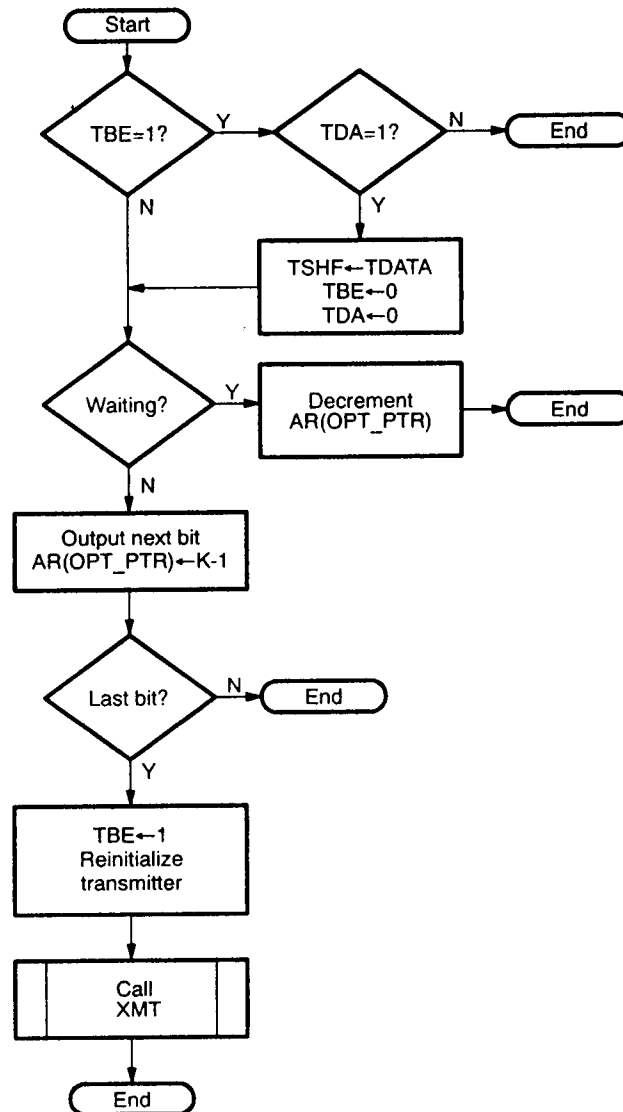 Start
TBE=1?
Y
TDA=1?
N
End
N
Y
TSHF←TDATA
TBE←0
TDA←0
Waiting?
Y
Decrement
AR(OPT_PTR)
End
N
Output next bit
AR(OPT_PTR)←K-1
Last bit?
N
End
Y
TBE←1
Reinitialize
transmitter
Call
XMT
End